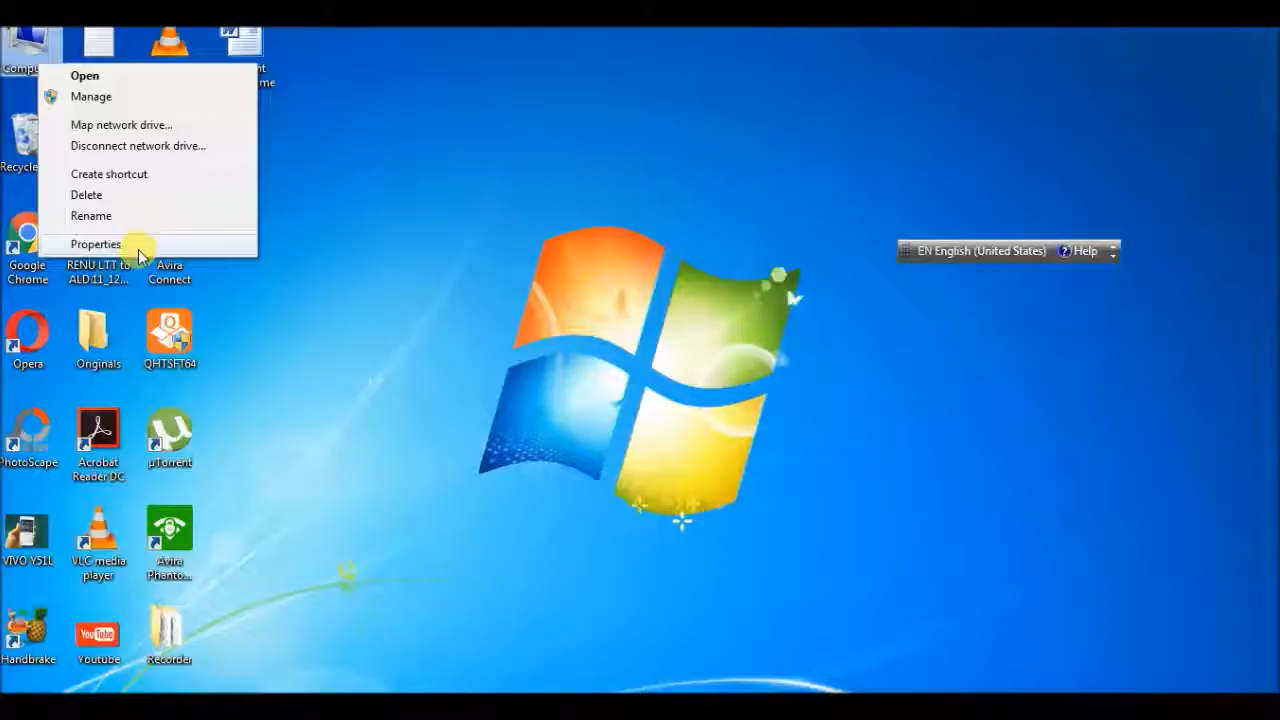 Open
Manage
Map network drive...
Disconnect network drive...
Create shortcut
Delete
Rename
Properties
EN English (United States) Help
Google
Chrome
RENU LTT to
ALD 11_12...
Avira
Connect
Opera
Originals
QHTSFT64
PhotoScape
Acrobat
Reader DC
µTorrent
VIVO Y51L
VLC media
player
Avira
Phanto...
Handbrake
You Tube
Youtube
Recorder